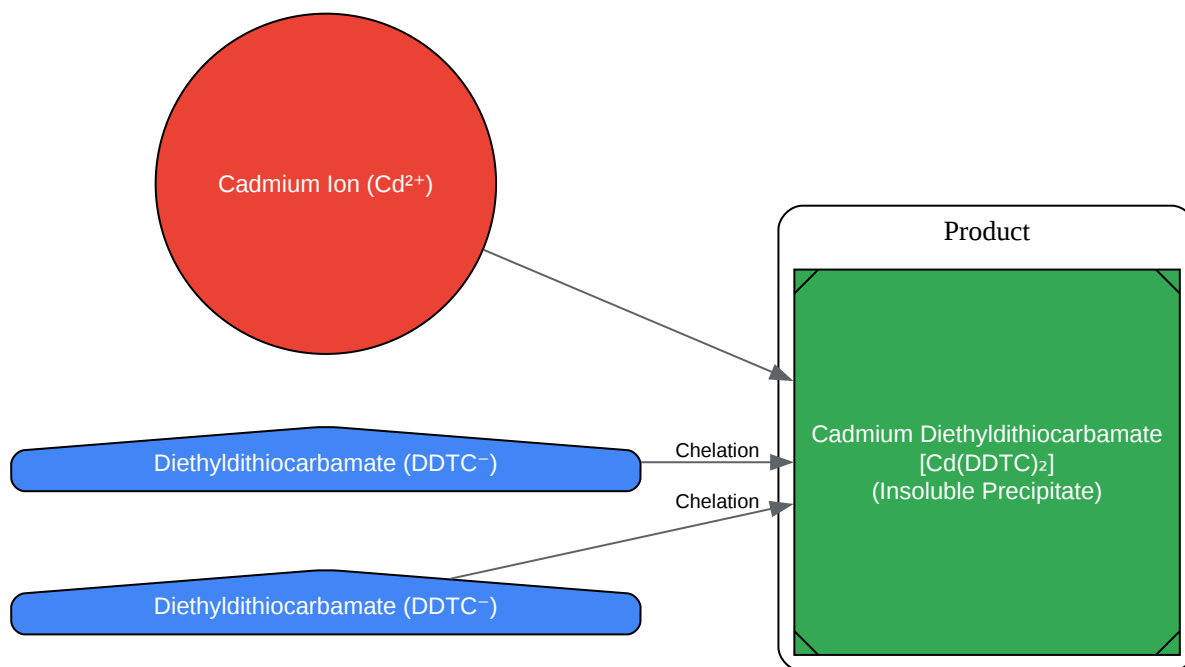 Cadmium Ion (Cd²⁺)
Product
Cadmium Diethyldithiocarbamate
[Cd(DDTC)₂]
(Insoluble Precipitate)
Chelation
Diethyldithiocarbamate (DDTC⁻)
Chelation
Diethyldithiocarbamate (DDTC⁻)